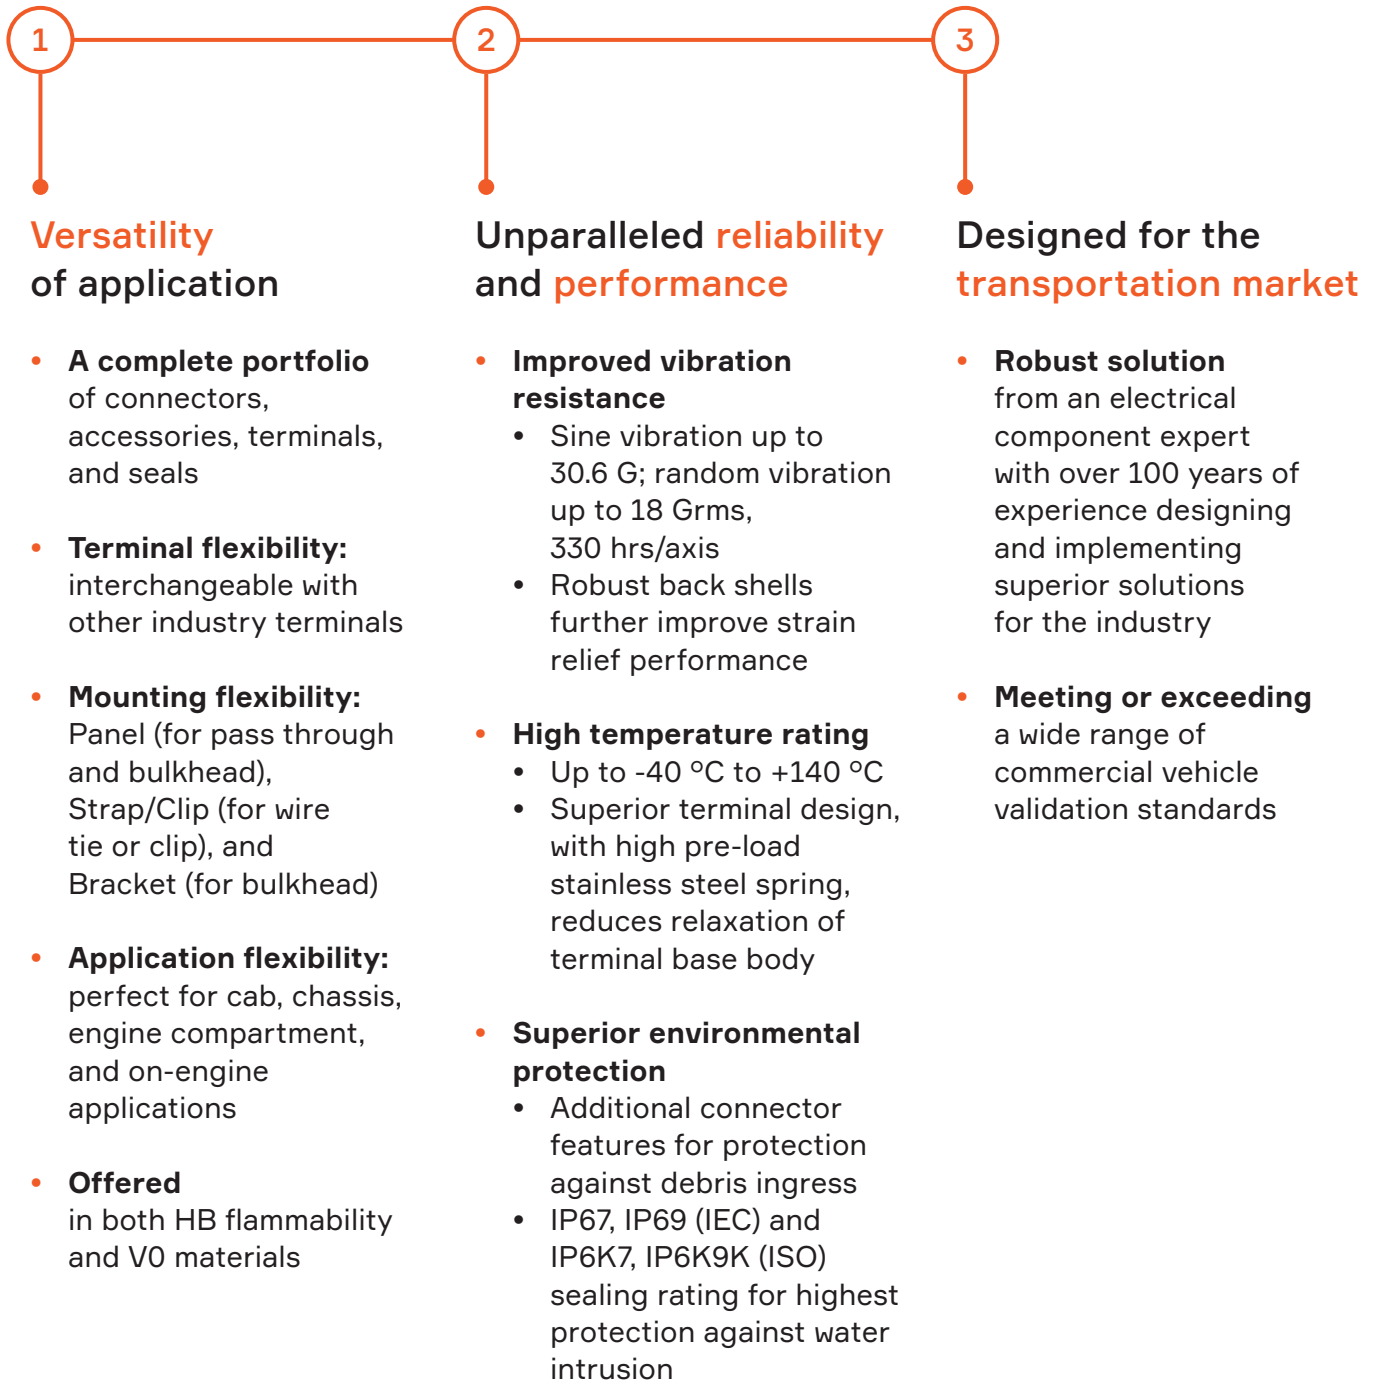 1
2
3
Versatility
of application
• A complete portfolio
of connectors,
accessories, terminals,
and seals
• Terminal flexibility:
interchangeable with
other industry terminals
• Mounting flexibility:
Panel (for pass through
and bulkhead),
Strap/Clip (for wire
tie or clip), and
Bracket (for bulkhead)
• Application flexibility:
perfect for cab, chassis,
engine compartment,
and on-engine
applications
• Offered
in both HB flammability
and V0 materials
Unparalleled reliability
and performance
• Improved vibration
resistance
• Sine vibration up to
30.6 G; random vibration
up to 18 Grms,
330 hrs/axis
• Robust back shells
further improve strain
relief performance
• High temperature rating
• Up to -40 ºC to +140 ºC
• Superior terminal design,
with high pre-load
stainless steel spring,
reduces relaxation of
terminal base body
• Superior environmental
protection
• Additional connector
features for protection
against debris ingress
• IP67, IP69 (IEC) and
IP6K7, IP6K9K (ISO)
sealing rating for highest
protection against water
intrusion
Designed for the
transportation market
• Robust solution
from an electrical
component expert
with over 100 years of
experience designing
and implementing
superior solutions
for the industry
• Meeting or exceeding
a wide range of
commercial vehicle
validation standards